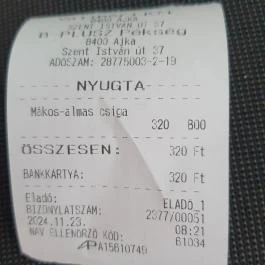 8400 AJKA
SZENT ISTVÁN ÚT 37
B-PLUSZ Pékség
8400 Ajka
Szent István út 37
ADÓSZÁM: 28775003-2-19
NYUGTA
Mákos-almás csiga
320 B00
ÖSSZESEN: 320 Ft
BANKKÁRTYA: 320 Ft
Eladó: ELADÓ_1
BIZONYLATSZÁM: 2377/00051
2024.11.23. 08:21
NAV ELLENŐRZŐ KÓD: 61034
AP A15610749